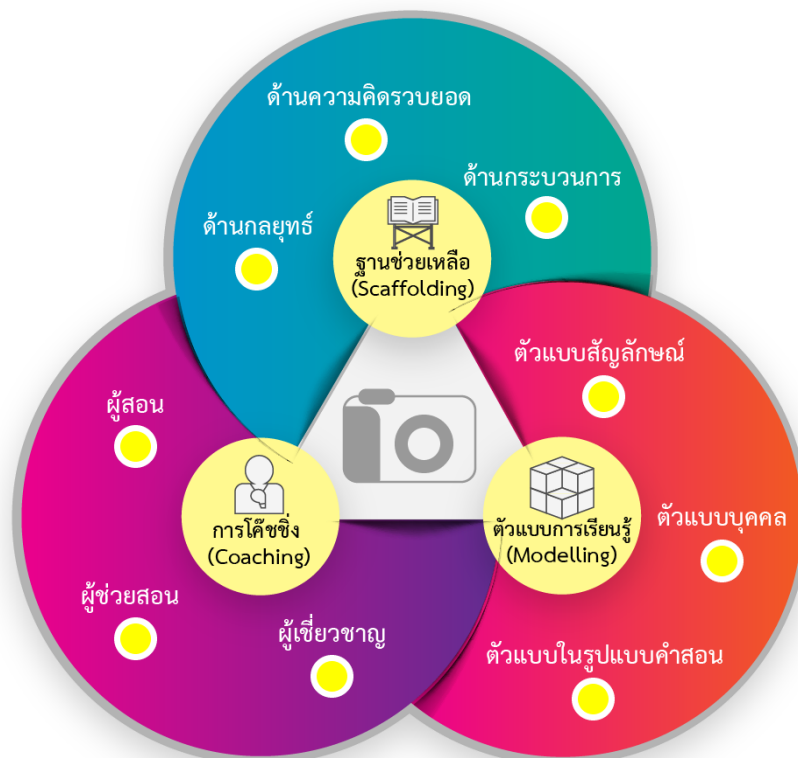 ด้านความคิดรวบยอด
ด้านกระบวนการ
ด้านกลยุทธ์
ฐานช่วยเหลือ
(Scaffolding)
ตัวแบบสัญลักษณ์
ผู้สอน
การโค๊ชชิ่ง
(Coaching)
ตัวแบบการเรียนรู้
(Modelling)
ตัวแบบบุคคล
ผู้ช่วยสอน
ผู้เชี่ยวชาญ
ตัวแบบในรูปแบบคำสอน